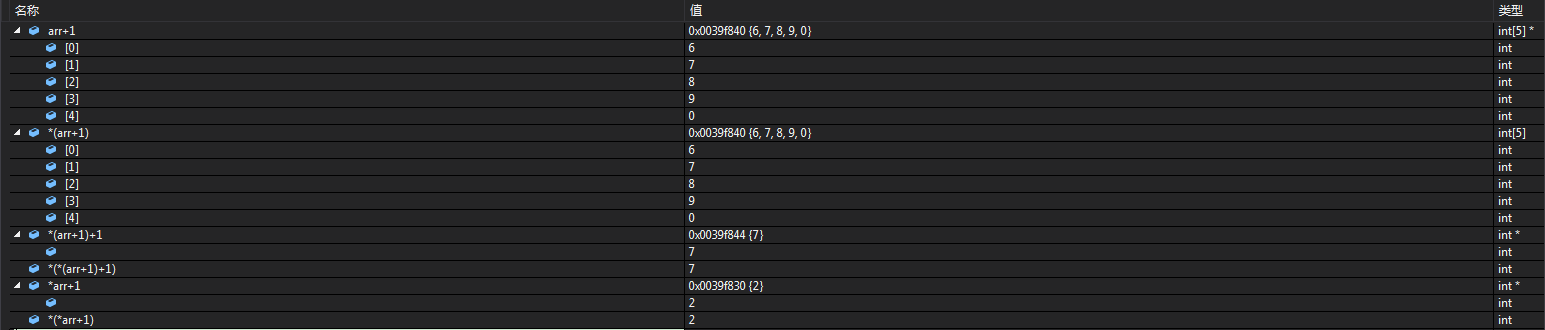 名称 值 类型
arr+1 0x0039f840 {6, 7, 8, 9, 0} int[5] *
[0] 6 int
[1] 7 int
[2] 8 int
[3] 9 int
[4] 0 int
*(arr+1) 0x0039f840 {6, 7, 8, 9, 0} int[5]
[0] 6 int
[1] 7 int
[2] 8 int
[3] 9 int
[4] 0 int
*(arr+1)+1 0x0039f844 {7} int *
7 int
*(*(arr+1)+1) 7 int
*arr+1 0x0039f830 {2} int *
2 int
*(*arr+1) 2 int